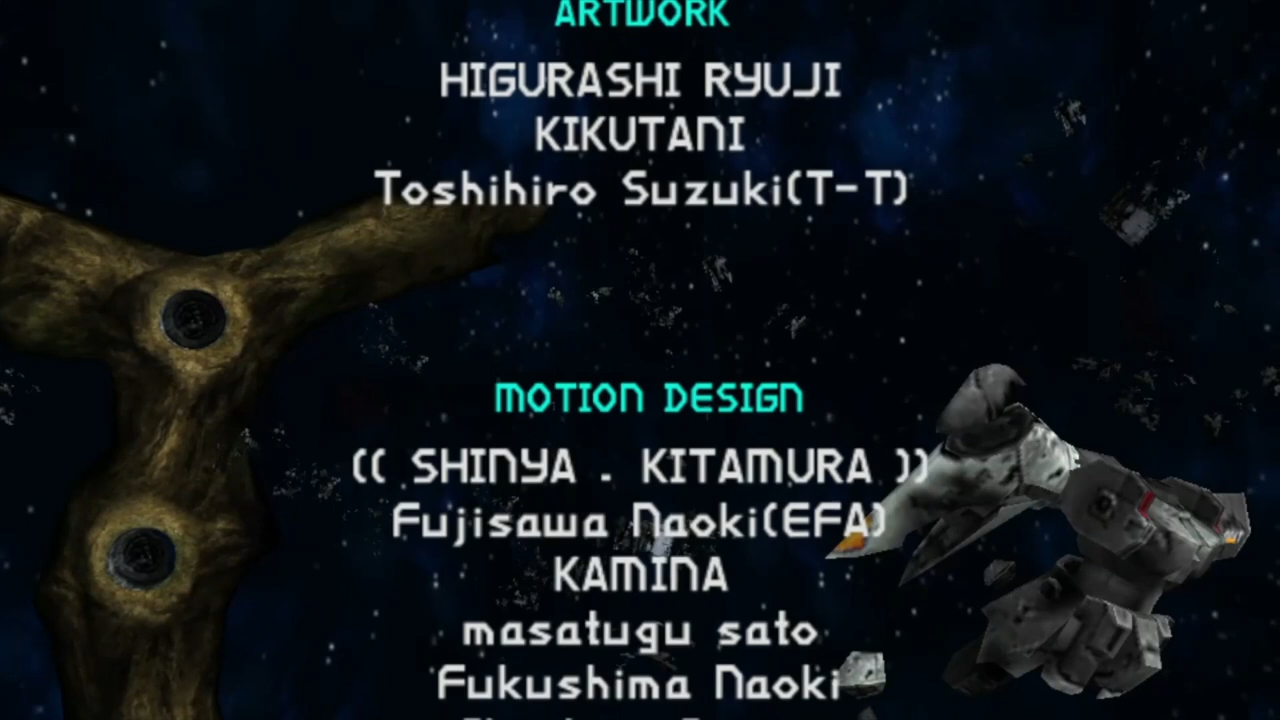 ARTWORK
HIGURASHI RYUJI
KIKUTANI
Toshihiro Suzuki(T-T)
MOTION DESIGN
(( SHINYA . KITAMURA ))
Fujisawa Naoki(EFA)
KAMINA
masatugu sato
Fukushima Naoki